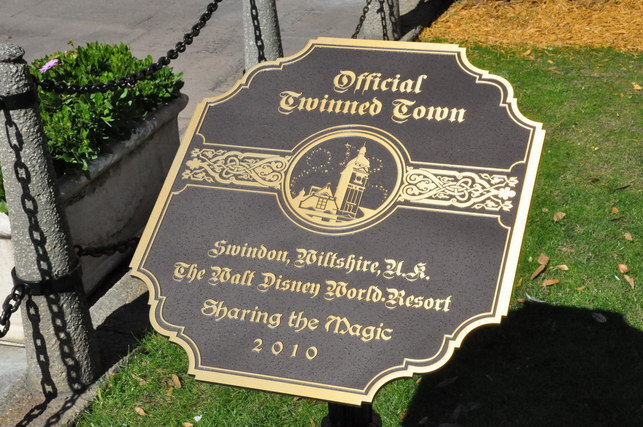 Official
Twinned Town
Swindon, Wiltshire, U.K.
The Walt Disney World Resort
Sharing the Magic
2010